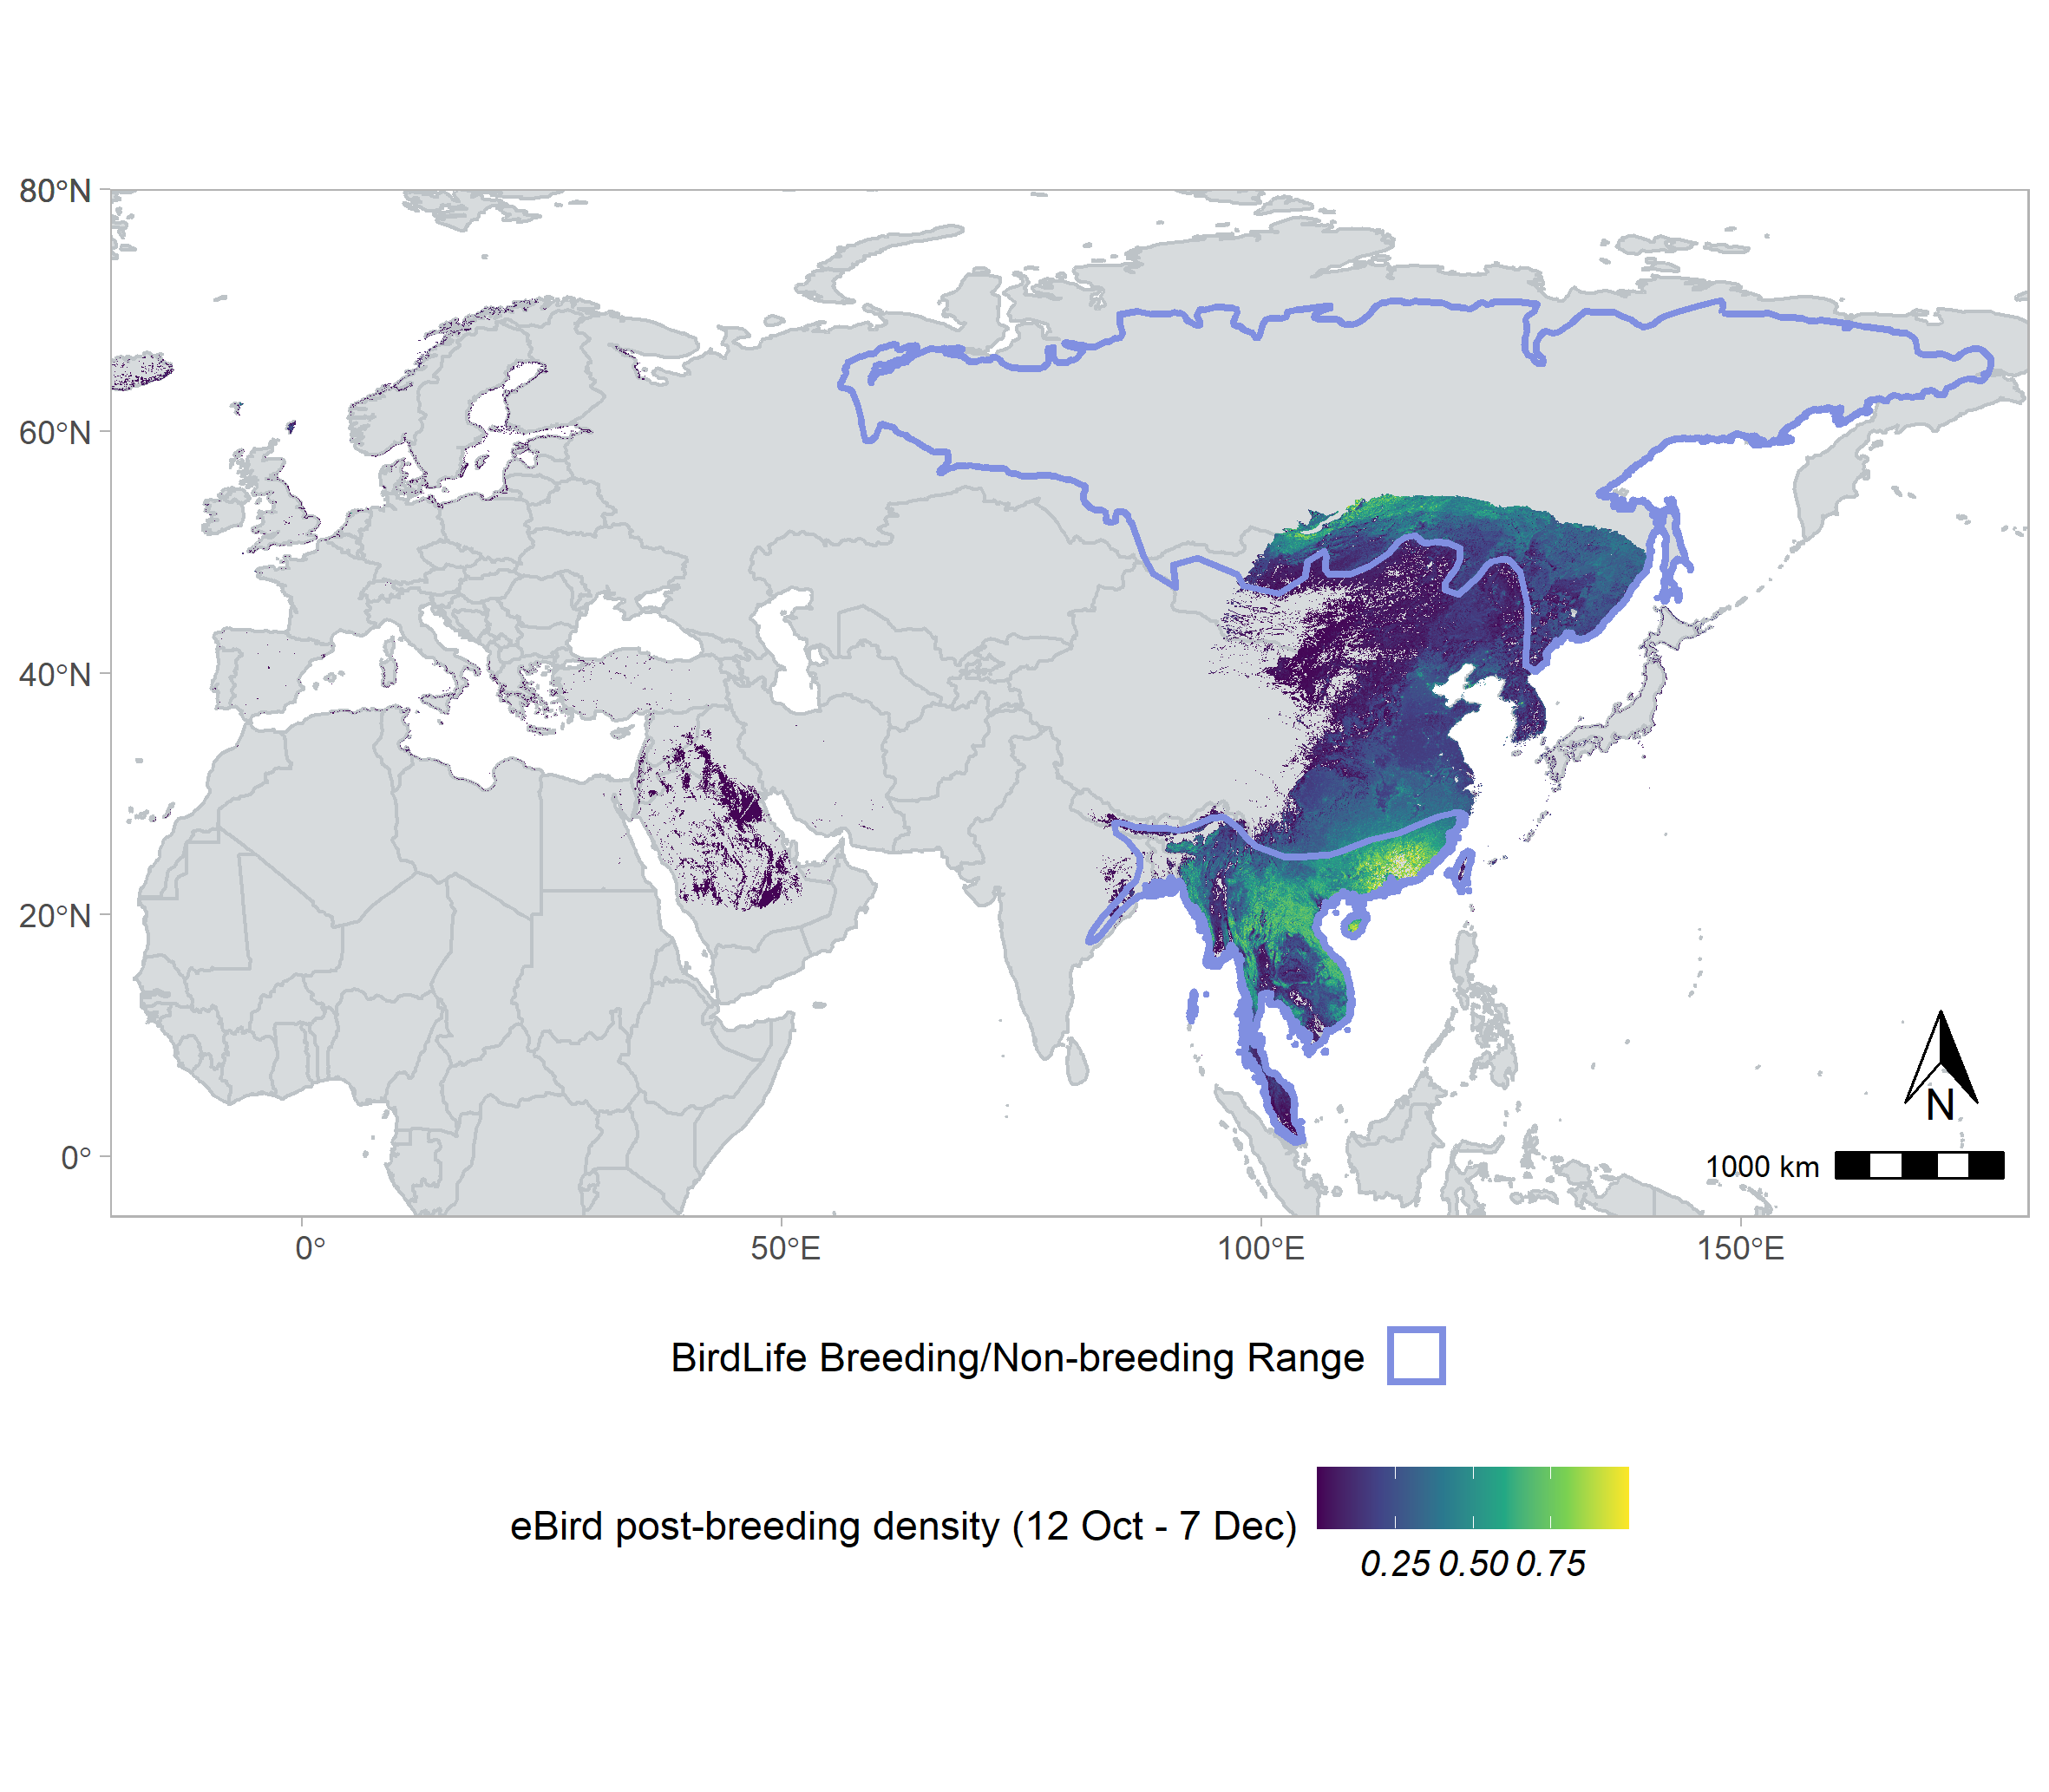 80°N
60°N
40°N
20°N
0°
N
1000 km
0° 50°E 100°E 150°E
BirdLife Breeding/Non-breeding Range
eBird post-breeding density (12 Oct - 7 Dec)
0.25 0.50 0.75